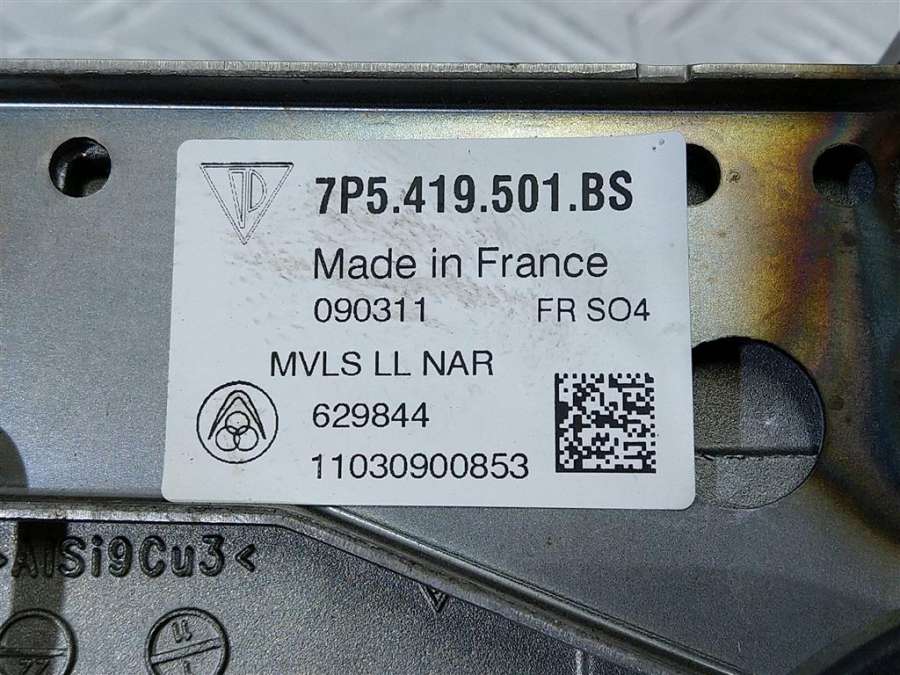 7P5.419.501.BS
Made in France
090311 FR SO4
MVLS LL NAR
629844
11030900853
>AlSi9Cu3<